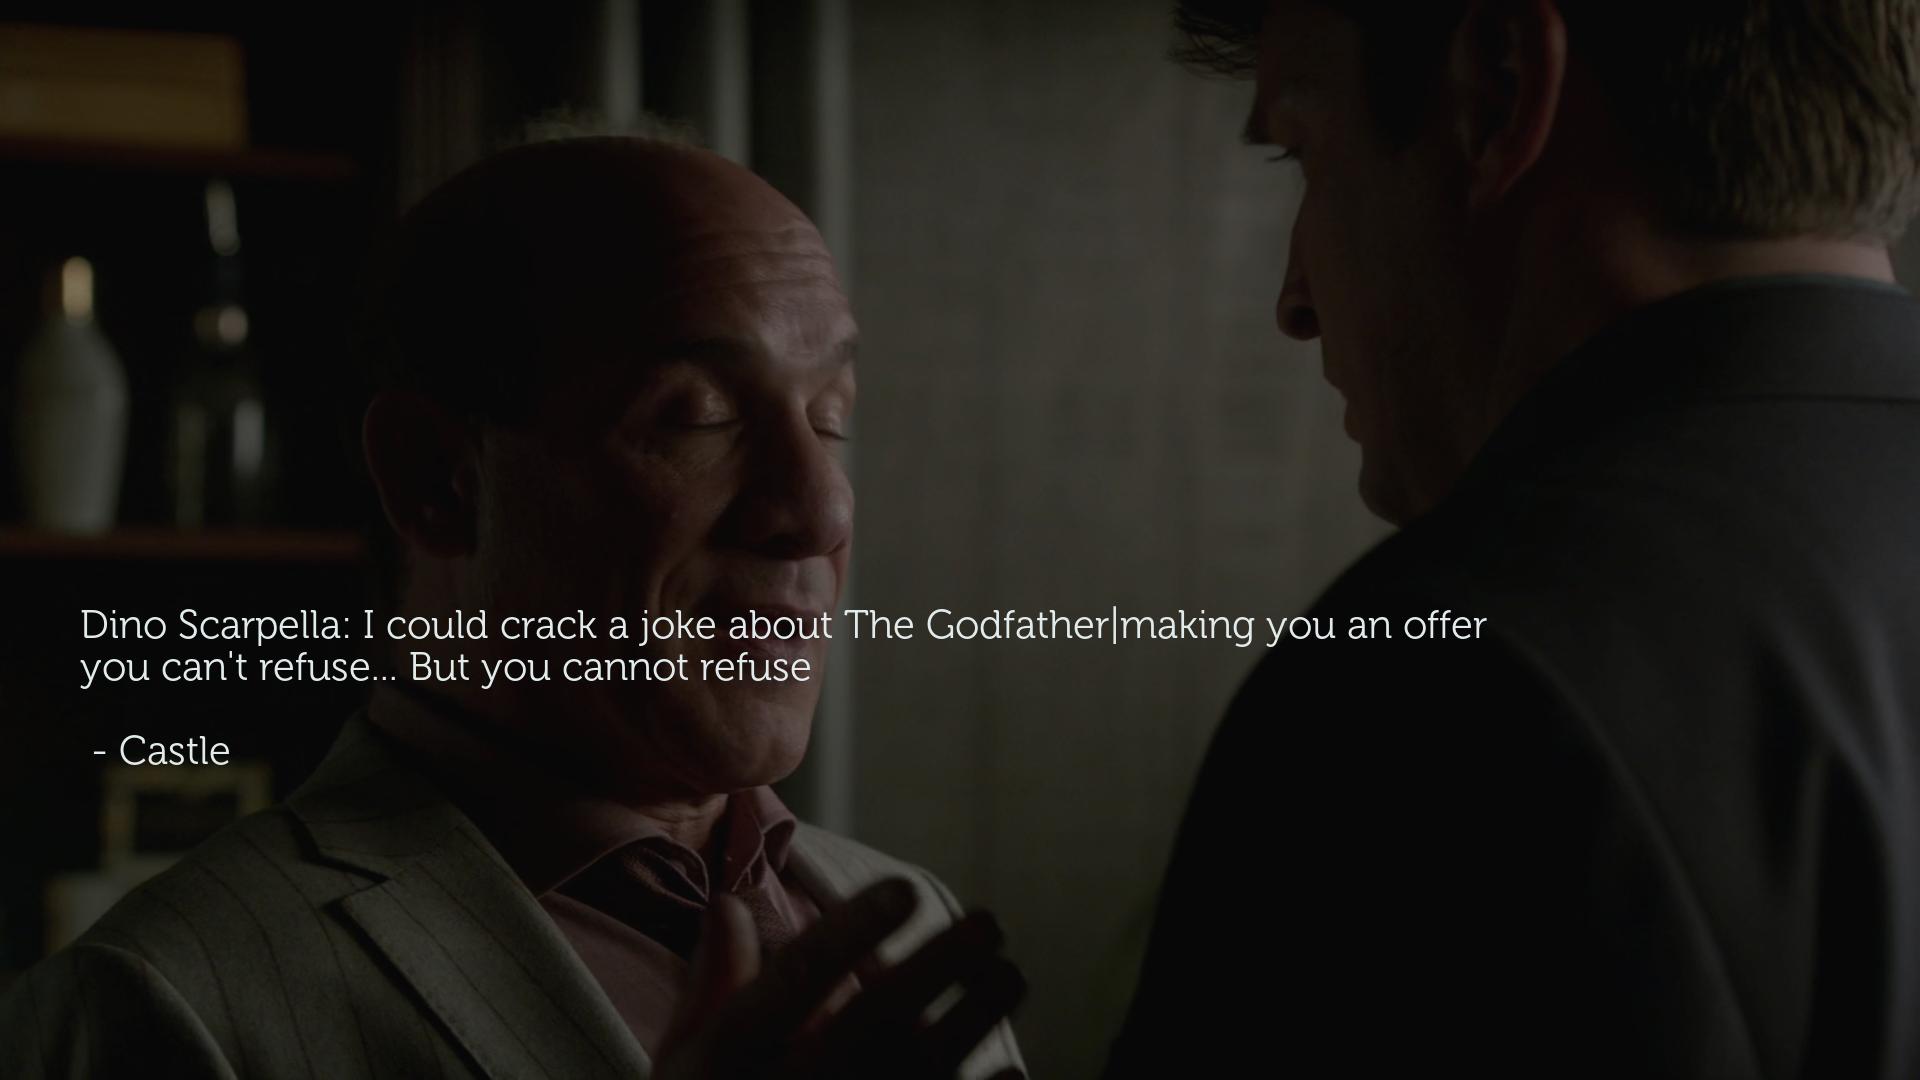 Dino Scarpella: I could crack a joke about The Godfather|making you an offer
you can't refuse... But you cannot refuse
- Castle